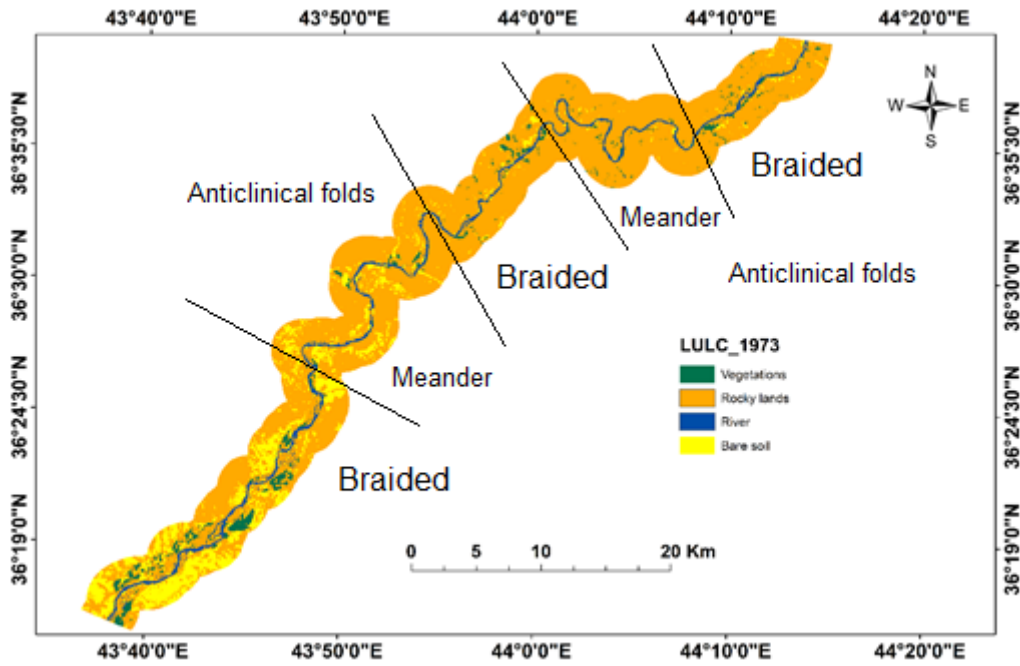 43°40'0"E 43°50'0"E 44°0'0"E 44°10'0"E 44°20'0"E
N
W E
S
36°35'30"N
36°35'30"N
Braided
Anticlinical folds
Meander
Braided
Anticlinical folds
36°30'0"N
36°30'0"N
LULC_1973
Vegetations
Rocky lands
River
Bare soil
Meander
36°24'30"N
36°24'30"N
Braided
36°19'0"N
36°19'0"N
0 5 10 20 Km
43°40'0"E 43°50'0"E 44°0'0"E 44°10'0"E 44°20'0"E